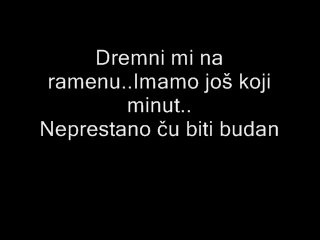 Dremni mi na
ramenu..Imamo još koji
minut..
Neprestano ču biti budan